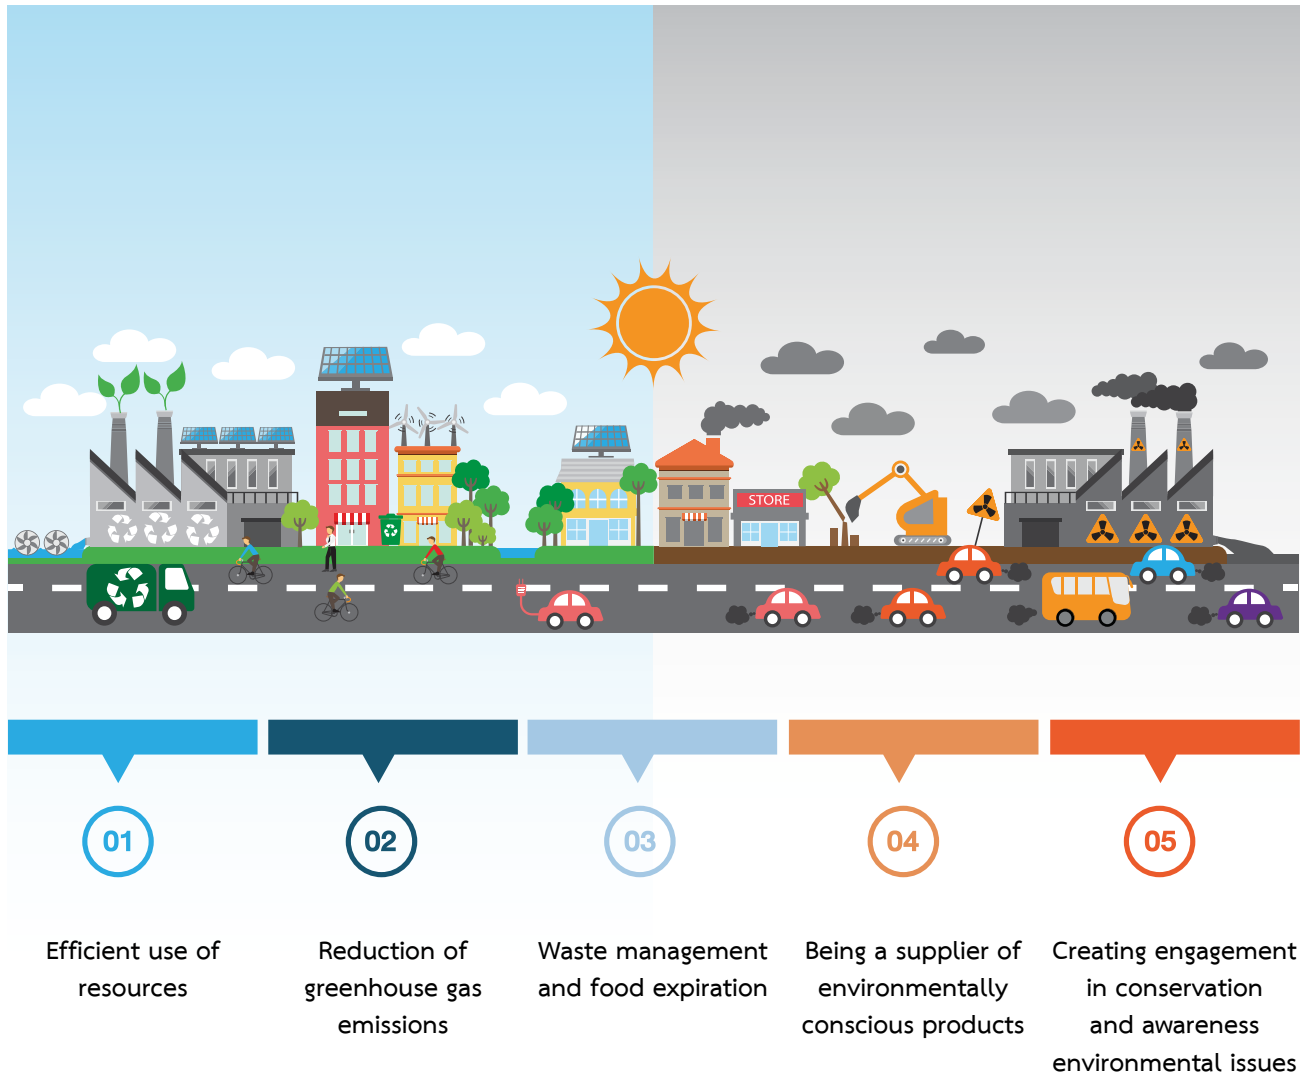 STORE
01
02
03
04
05
Efficient use of
resources
Reduction of
greenhouse gas
emissions
Waste management
and food expiration
Being a supplier of
environmentally
conscious products
Creating engagement
in conservation
and awareness
environmental issues